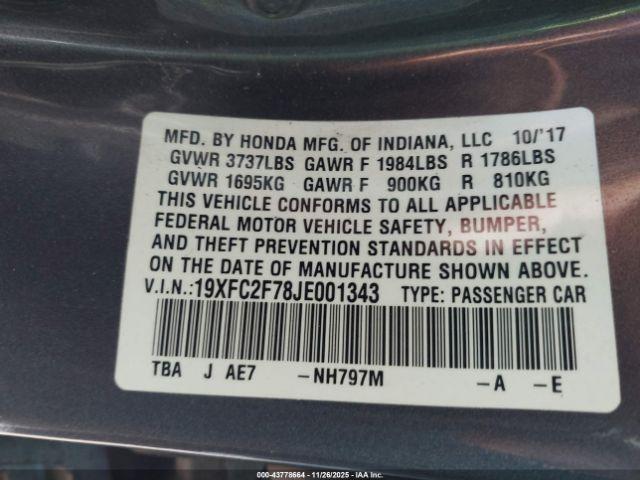 MFD. BY HONDA MFG. OF INDIANA, LLC 10/'17
GVWR 3737LBS GAWR F 1984LBS R 1786LBS
GVWR 1695KG GAWR F 900KG R 810KG
THIS VEHICLE CONFORMS TO ALL APPLICABLE
FEDERAL MOTOR VEHICLE SAFETY, BUMPER,
AND THEFT PREVENTION STANDARDS IN EFFECT
ON THE DATE OF MANUFACTURE SHOWN ABOVE.
V.I.N.:19XFC2F78JE001343 TYPE: PASSENGER CAR
TBA J AE7 -NH797M -A -E
000-43778664 - 11/26/2025 - IAA Inc.